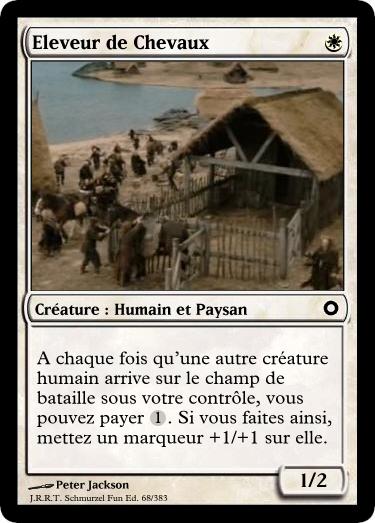 Eleveur de Chevaux
Créature : Humain et Paysan
A chaque fois qu'une autre créature
humain arrive sur le champ de
bataille sous votre contrôle, vous
pouvez payer 1. Si vous faites ainsi,
mettez un marqueur +1/+1 sur elle.
1/2
Peter Jackson
J.R.R.T. Schmurzel Fun Ed. 68/383